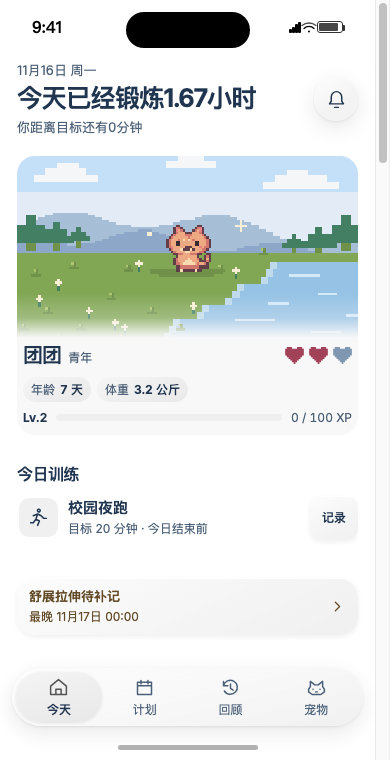 9:41
11月16日 周一
今天已经锻炼1.67小时
你距离目标还有0分钟
团团 青年
年龄 7 天 体重 3.2 公斤
Lv.2 0 / 100 XP
今日训练
校园夜跑
目标 20 分钟 · 今日结束前
记录
舒展拉伸待补记
最晚 11月17日 00:00
今天 计划 回顾 宠物